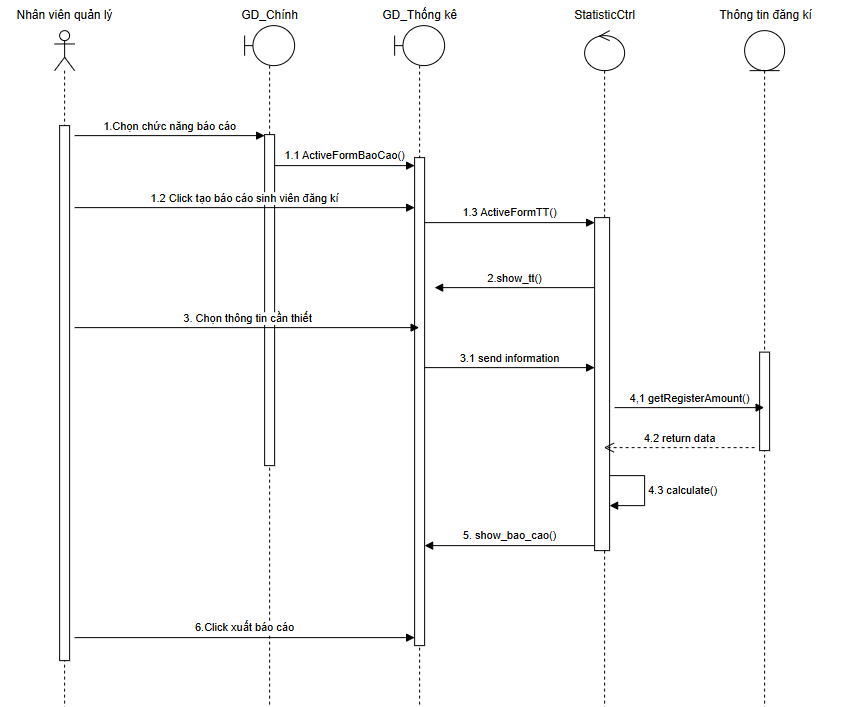 Nhân viên quản lý
GD_Chính
GD_Thống kê
StatisticCtrl
Thông tin đăng kí
1.Chọn chức năng báo cáo
1.1 ActiveFormBaoCao()
1.2 Click tạo báo cáo sinh viên đăng kí
1.3 ActiveFormTT()
2.show_tt()
3. Chọn thông tin cần thiết
3.1 send information
4,1 getRegisterAmount()
4.2 return data
4.3 calculate()
5. show_bao_cao()
6.Click xuất báo cáo